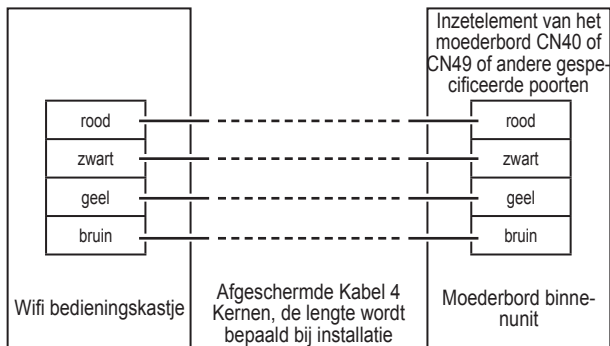 Inzetelement van het
moederbord CN40 of
CN49 of andere gespe-
cificeerde poorten
rood
rood
zwart
zwart
geel
geel
bruin
bruin
Wifi bedieningskastje
Afgeschermde Kabel 4
Kernen, de lengte wordt
bepaald bij installatie
Moederbord binne-
nunit